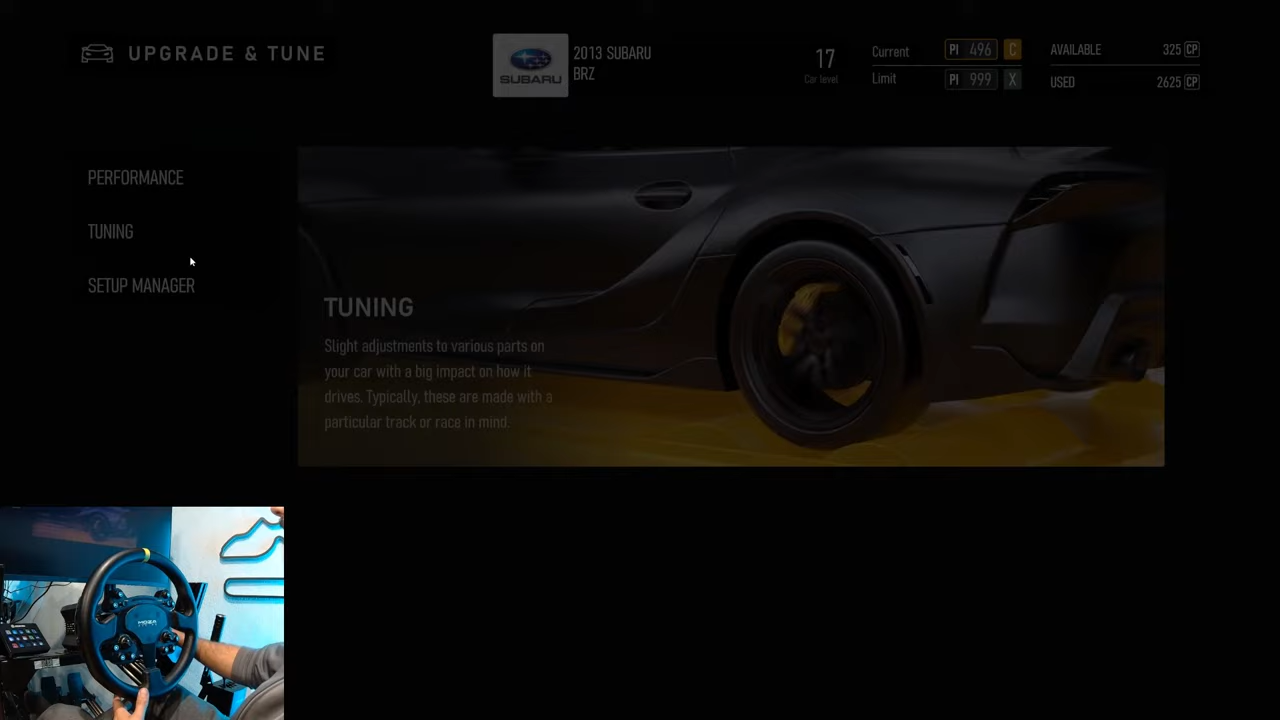 UPGRADE & TUNE
SUBARU
2013 SUBARU
BRZ
17
Car level
Current PI 496 C
Limit PI 999 X
AVAILABLE 325 CP
USED 2625 CP
PERFORMANCE
TUNING
SETUP MANAGER
TUNING
Slight adjustments to various parts on
your car with a big impact on how it
drives. Typically, these are made with a
particular track or race in mind.
MOZA